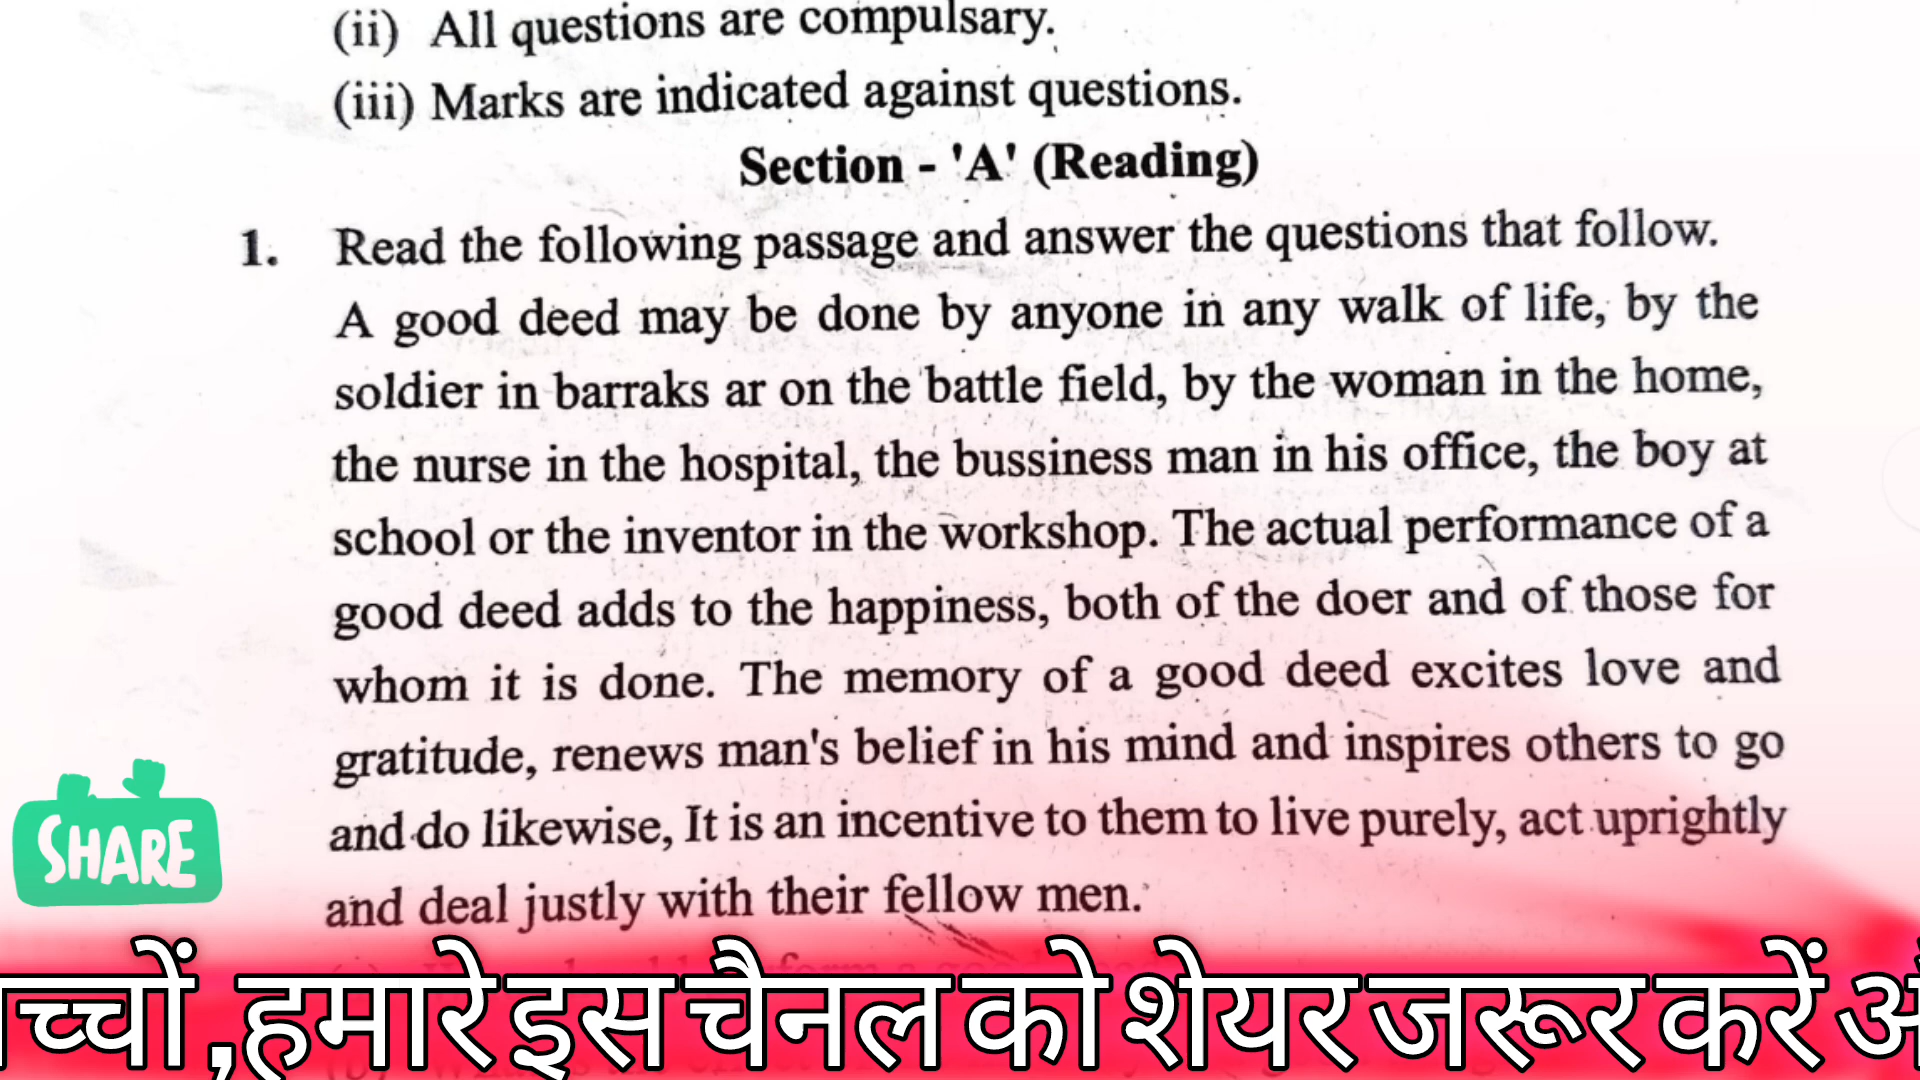 (ii) All questions are compulsary.
(iii) Marks are indicated against questions.
Section - 'A' (Reading)
1. Read the following passage and answer the questions that follow.
A good deed may be done by anyone in any walk of life, by the
soldier in barraks ar on the battle field, by the woman in the home,
the nurse in the hospital, the bussiness man in his office, the boy at
school or the inventor in the workshop. The actual performance of a
good deed adds to the happiness, both of the doer and of those for
whom it is done. The memory of a good deed excites love and
gratitude, renews man's belief in his mind and inspires others to go
and do likewise, It is an incentive to them to live purely, act uprightly
and deal justly with their fellow men.
SHARE
च्चों ,हमारे इस चैनल को शेयर जरूर करें